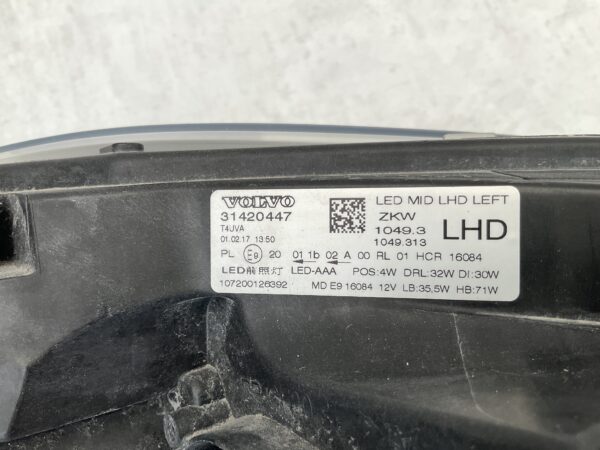 VOLVO
31420447
T4JVA
01.02.17 13:50
LED MID LHD LEFT
ZKW
1049.3
1049.313
LHD
PL E9 20 01 1b 02 A 00 RL 01 HCR 16084
LED前照灯 LED-AAA POS:4W DRL:32W DI:30W
107200126392 MD E9 16084 12V LB:35,5W HB:71W